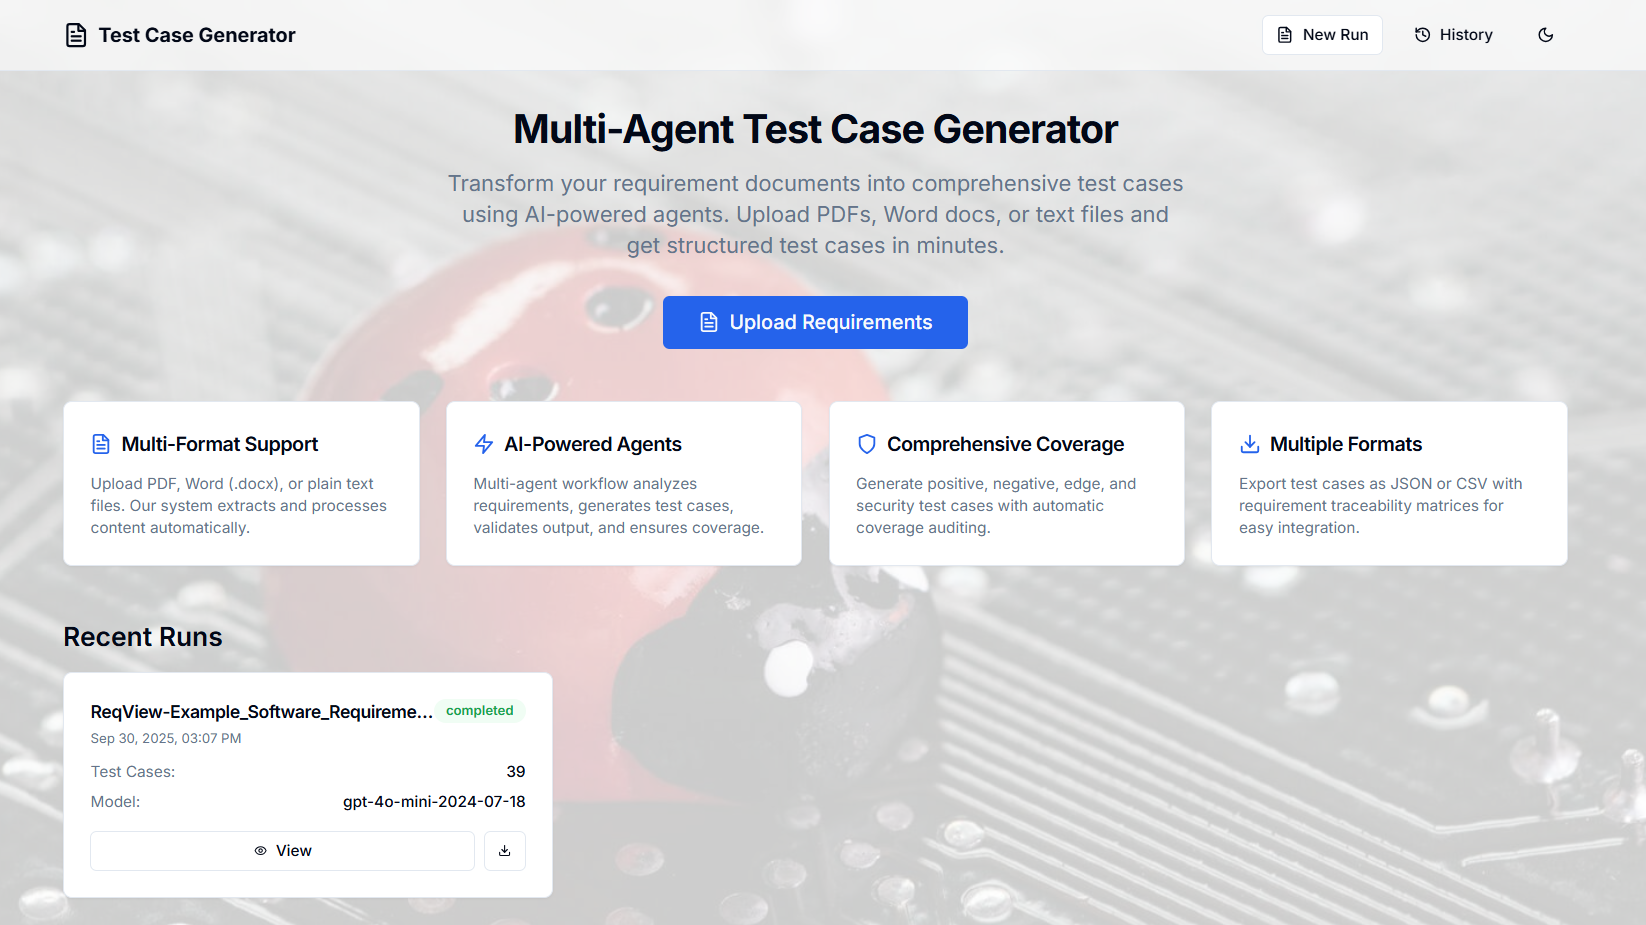 Test Case Generator
New Run
History
Multi-Agent Test Case Generator
Transform your requirement documents into comprehensive test cases
using AI-powered agents. Upload PDFs, Word docs, or text files and
get structured test cases in minutes.
Upload Requirements
Multi-Format Support
Upload PDF, Word (.docx), or plain text
files. Our system extracts and processes
content automatically.
AI-Powered Agents
Multi-agent workflow analyzes
requirements, generates test cases,
validates output, and ensures coverage.
Comprehensive Coverage
Generate positive, negative, edge, and
security test cases with automatic
coverage auditing.
Multiple Formats
Export test cases as JSON or CSV with
requirement traceability matrices for
easy integration.
Recent Runs
ReqView-Example_Software_Requireme... completed
Sep 30, 2025, 03:07 PM
Test Cases: 39
Model: gpt-4o-mini-2024-07-18
View